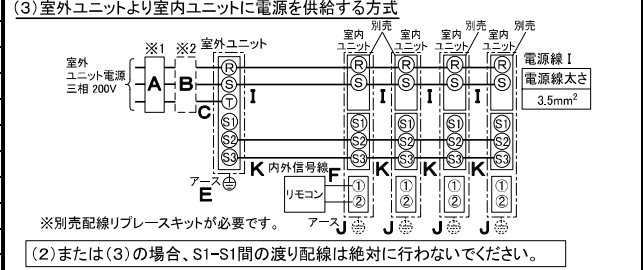 (3)室外ユニットより室内ユニットに電源を供給する方式
※1 ※2 室外ユニット
室内ユニット 別売 室内ユニット 室内ユニット 別売 室内ユニット 別売
室外
ユニット電源
三相 200V
A B C
R S T S1 S2 S3
I I I I
R S R S R S R S
電源線 I
電源線太さ
3.5mm²
S1 S2 S3 S1 S2 S3 S1 S2 S3 S1 S2 S3
K 内外信号線 F K K K
アース
E
リモコン
① ② ① ② ① ② ① ②
アース J J J J
※別売配線リプレースキットが必要です。
(2)または(3)の場合、S1-S1間の渡り配線は絶対に行わないでください。